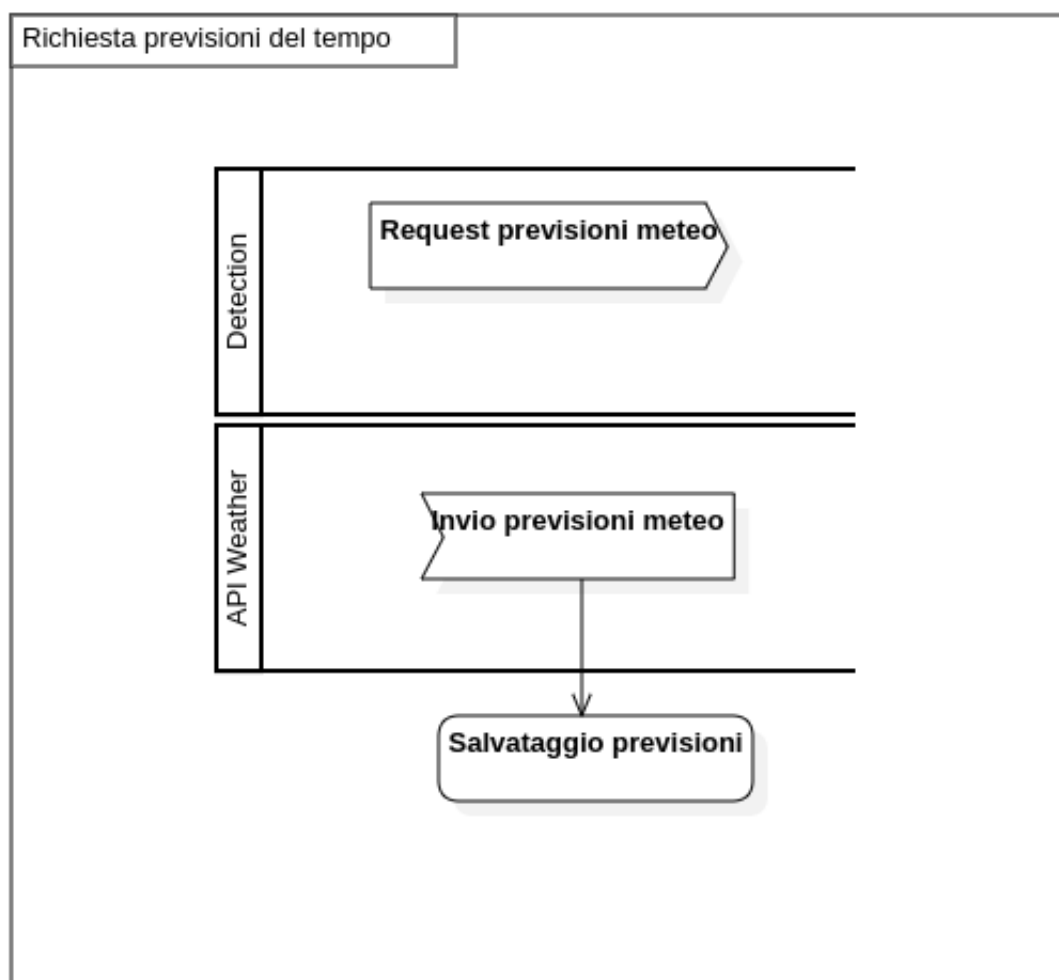 Richiesta previsioni del tempo
Detection
Request previsioni meteo
API Weather
Invio previsioni meteo
Salvataggio previsioni